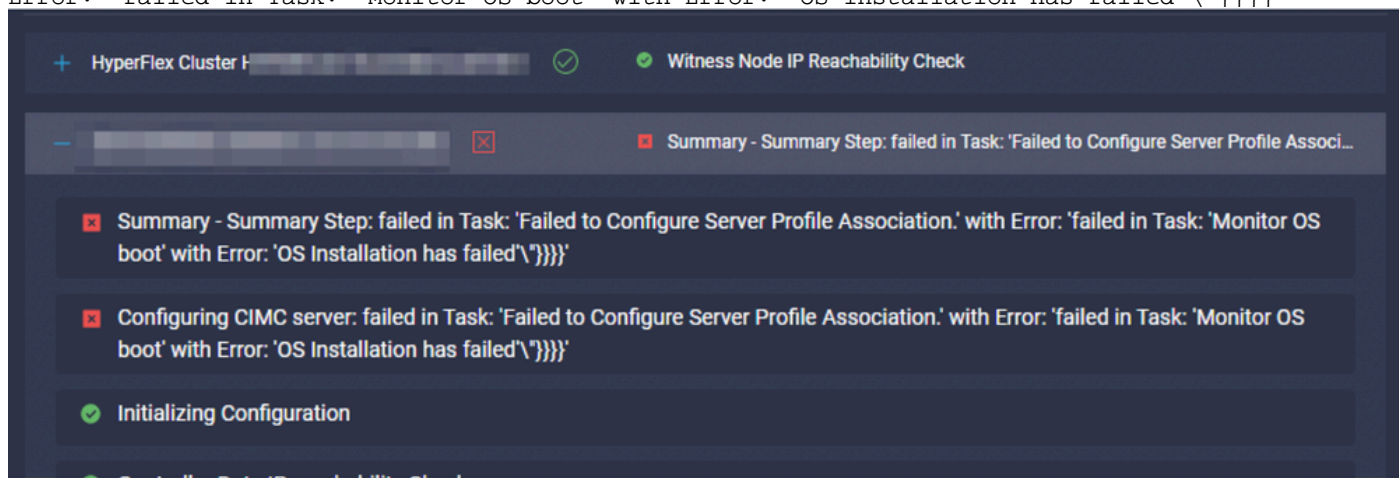 HyperFlex Cluster H
Witness Node IP Reachability Check
Summary - Summary Step: failed in Task: 'Failed to Configure Server Profile Associ...
Summary - Summary Step: failed in Task: 'Failed to Configure Server Profile Association.' with Error: 'failed in Task: 'Monitor OS
boot' with Error: 'OS Installation has failed'\"}}}}'
Configuring CIMC server: failed in Task: 'Failed to Configure Server Profile Association.' with Error: 'failed in Task: 'Monitor OS
boot' with Error: 'OS Installation has failed'\"}}}}'
Initializing Configuration